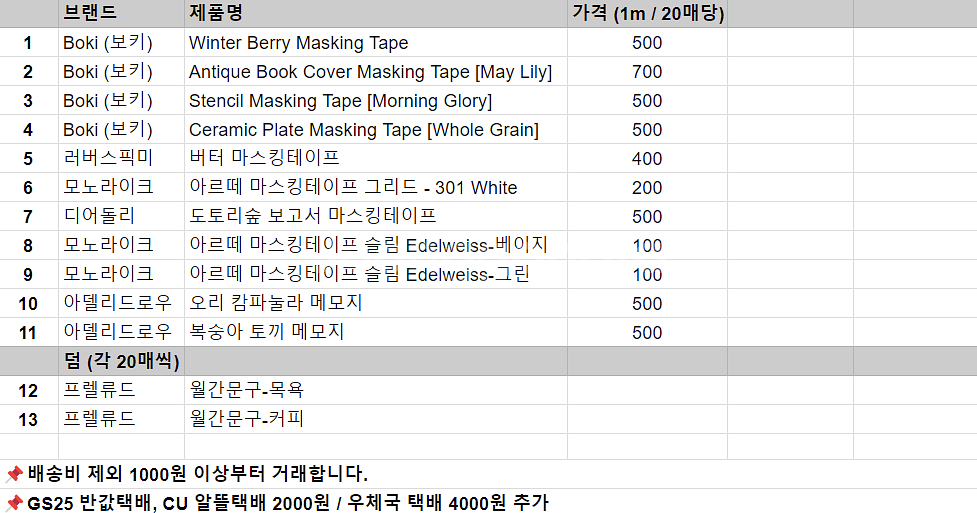 브랜드 제품명 가격 (1m / 20매당)
1 Boki (보키) Winter Berry Masking Tape 500
2 Boki (보키) Antique Book Cover Masking Tape [May Lily] 700
3 Boki (보키) Stencil Masking Tape [Morning Glory] 500
4 Boki (보키) Ceramic Plate Masking Tape [Whole Grain] 500
5 러버스픽미 버터 마스킹테이프 400
6 모노라이크 아르떼 마스킹테이프 그리드 - 301 White 200
7 디어돌리 도토리숲 보고서 마스킹테이프 500
8 모노라이크 아르떼 마스킹테이프 슬림 Edelweiss-베이지 100
9 모노라이크 아르떼 마스킹테이프 슬림 Edelweiss-그린 100
10 아델리드로우 오리 캄파눌라 메모지 500
11 아델리드로우 복숭아 토끼 메모지 500
덤 (각 20매씩)
12 프렐류드 월간문구-목욕
13 프렐류드 월간문구-커피
📌배송비 제외 1000원 이상부터 거래합니다.
📌GS25 반값택배, CU 알뜰택배 2000원 / 우체국 택배 4000원 추가